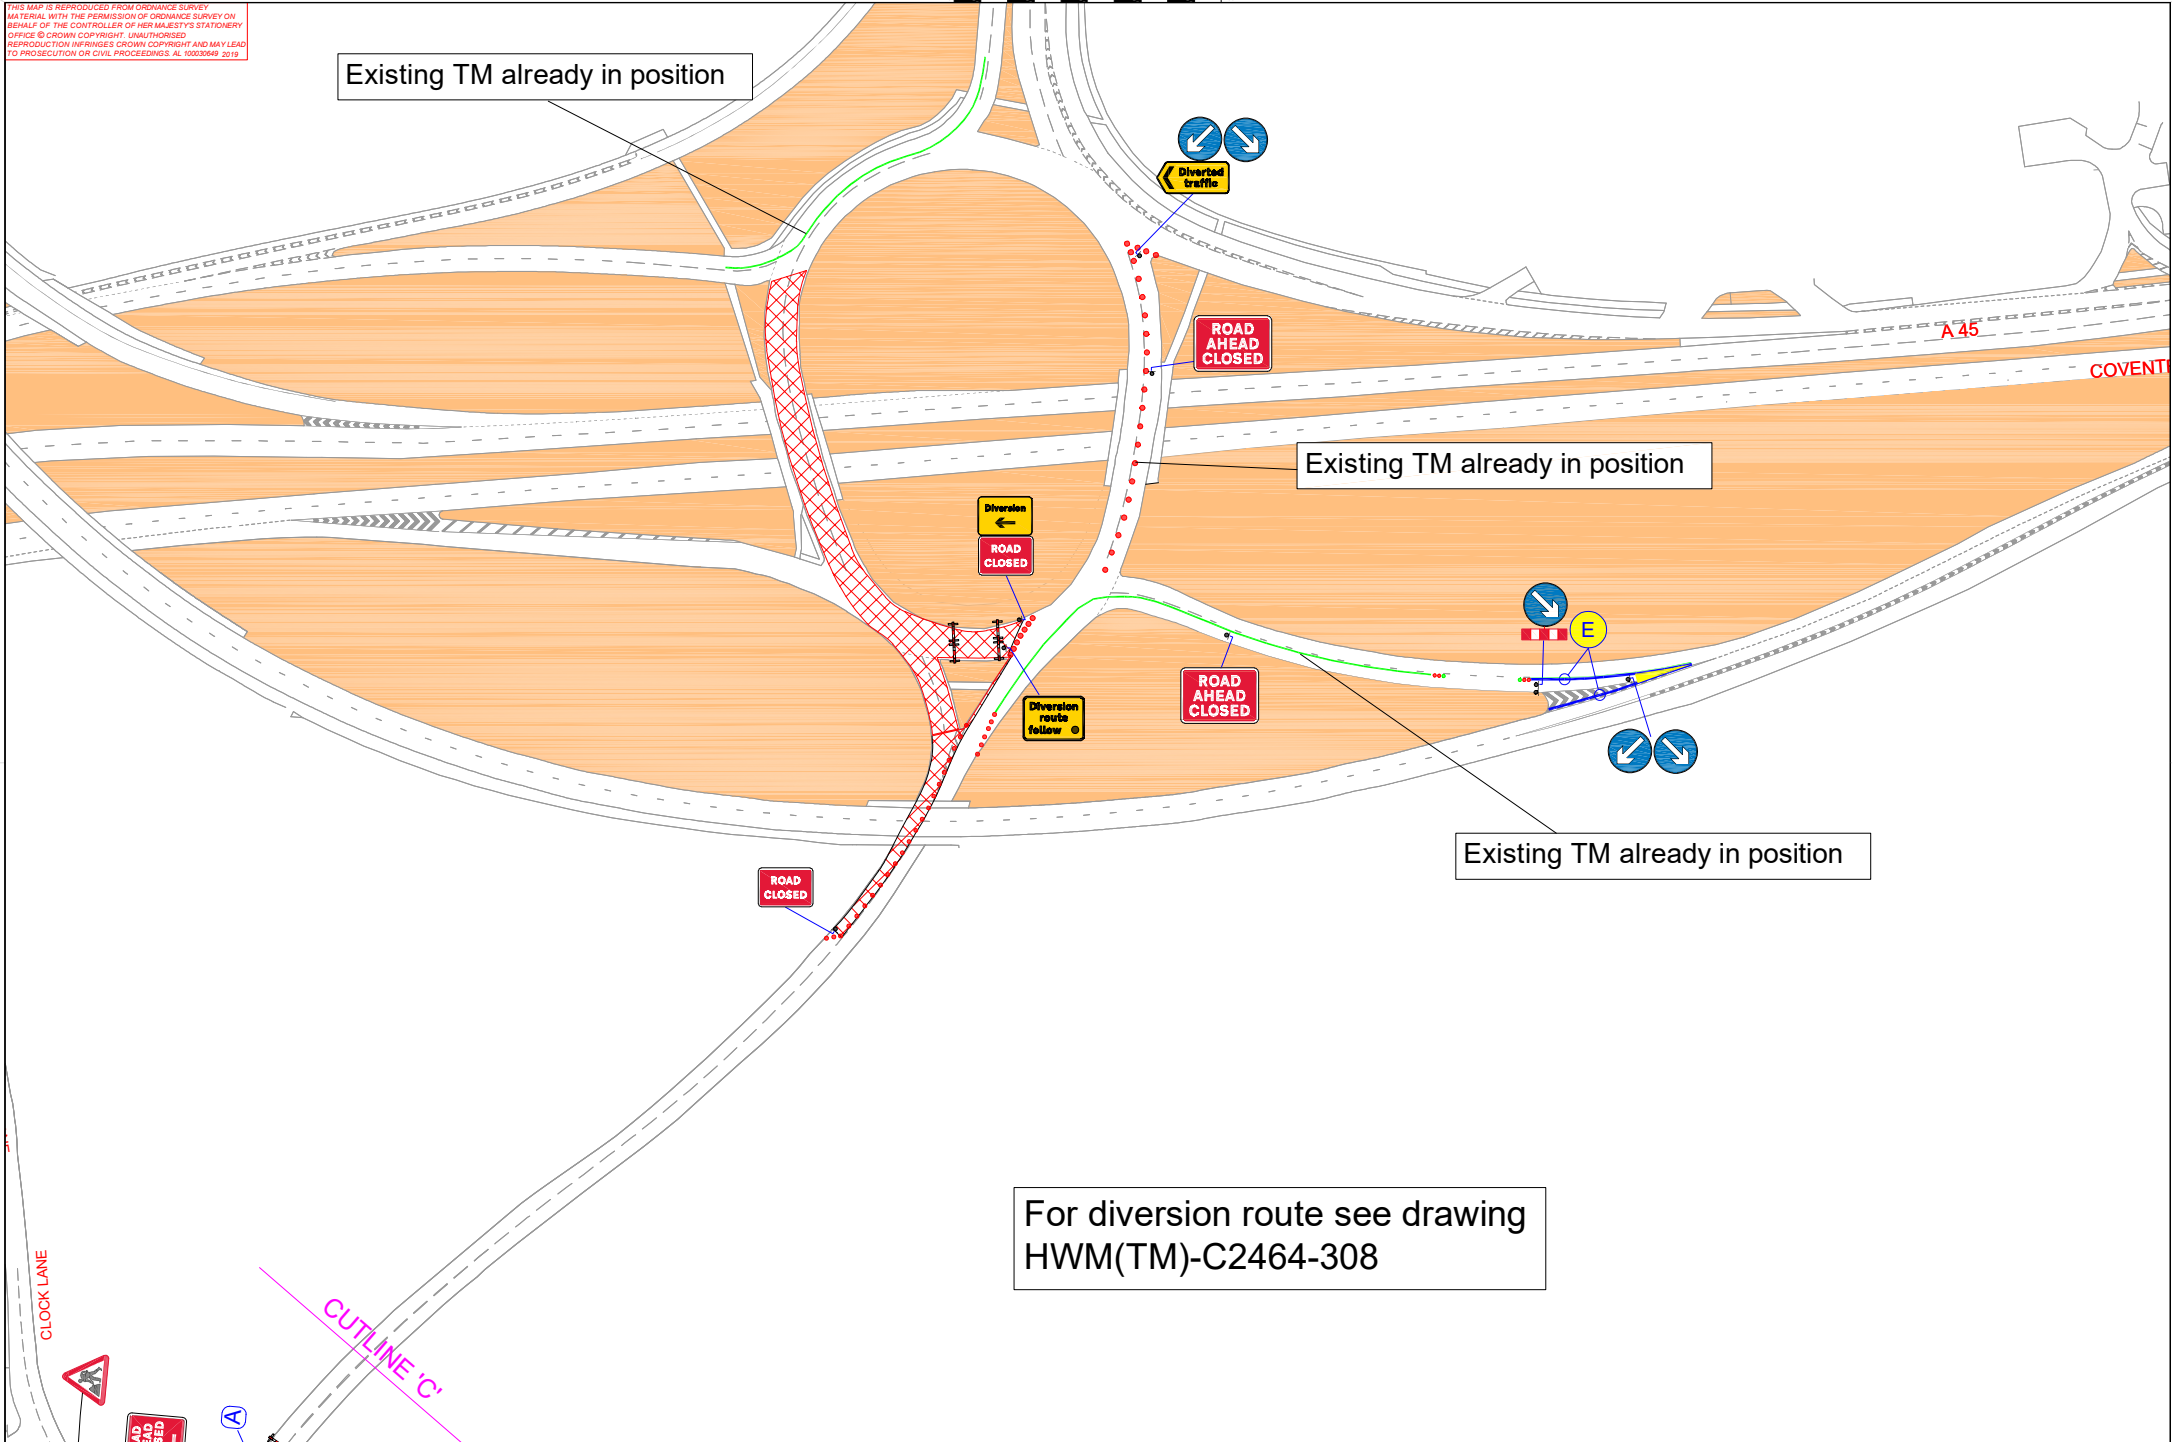 THIS MAP IS REPRODUCED FROM ORDNANCE SURVEY
MATERIAL WITH THE PERMISSION OF ORDNANCE SURVEY ON
BEHALF OF THE CONTROLLER OF HER MAJESTY'S STATIONERY
OFFICE © CROWN COPYRIGHT. UNAUTHORISED
REPRODUCTION INFRINGES CROWN COPYRIGHT AND MAY LEAD
TO PROSECUTION OR CIVIL PROCEEDINGS. AL 100030649 2019
Existing TM already in position
Diverted
traffic
ROAD
AHEAD
CLOSED
A 45
COVENT
Existing TM already in position
Diversion
ROAD
CLOSED
E
ROAD
AHEAD
CLOSED
Diversion
route
follow
Existing TM already in position
ROAD
CLOSED
For diversion route see drawing
HWM(TM)-C2464-308
CLOCK LANE
CUTLINE 'C'
A